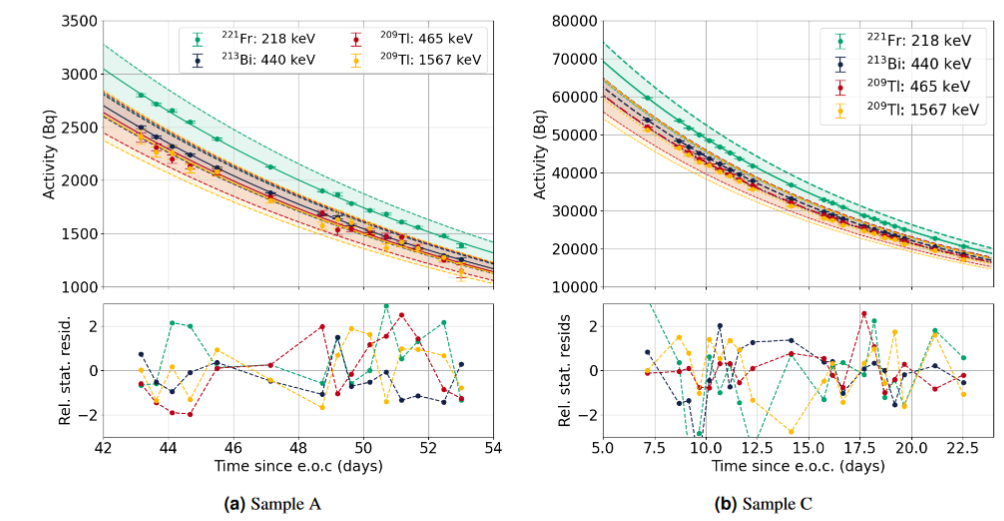 3500
3000
2500
2000
1500
1000
Activity (Bq)
²²¹Fr: 218 keV
²¹³Bi: 440 keV
²⁰⁹Tl: 465 keV
²⁰⁹Tl: 1567 keV
2
0
−2
Rel. stat. resid.
42 44 46 48 50 52 54
Time since e.o.c (days)
(a) Sample A
80000
70000
60000
50000
40000
30000
20000
10000
Activity (Bq)
²²¹Fr: 218 keV
²¹³Bi: 440 keV
²⁰⁹Tl: 465 keV
²⁰⁹Tl: 1567 keV
2
0
−2
Rel. stat. resids
5.0 7.5 10.0 12.5 15.0 17.5 20.0 22.5
Time since e.o.c. (days)
(b) Sample C